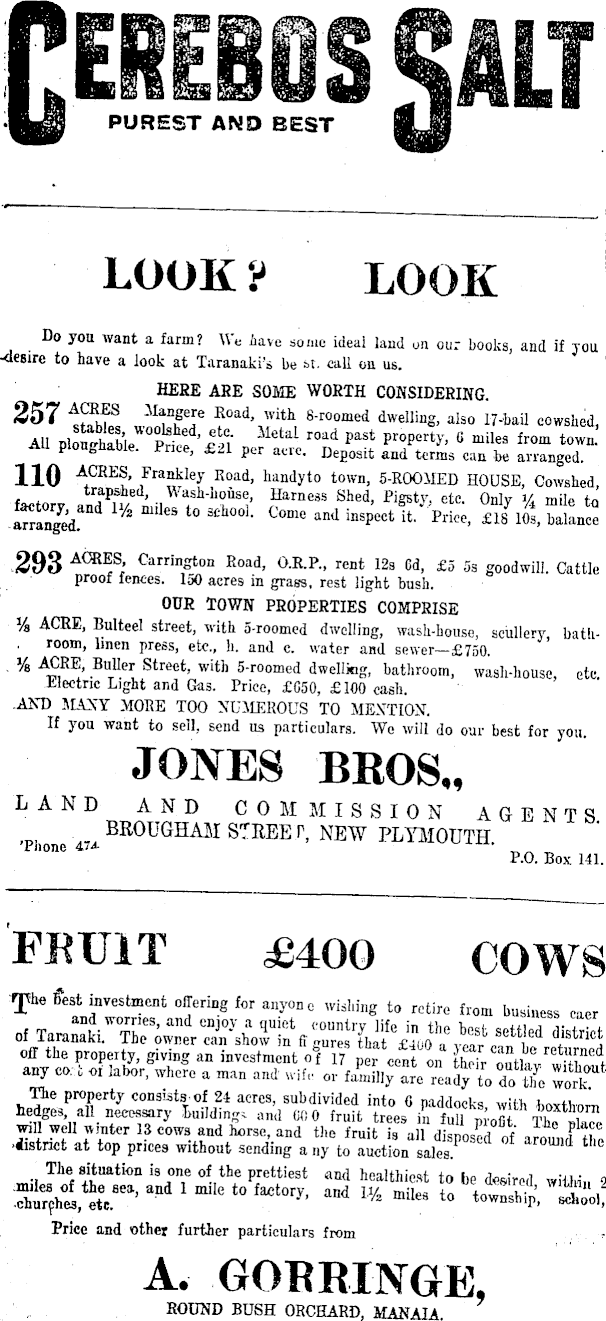 CEREBOS SALT
PUREST AND BEST
LOOK? LOOK
Do you want a farm? We have some ideal land on our books, and if you
desire to have a look at Taranaki's best. call on us.
HERE ARE SOME WORTH CONSIDERING.
257 ACRES Mangere Road, with 8-roomed dwelling, also 17-bail cowshed,
stables, woolshed, etc. Metal road past property, 6 miles from town.
All ploughable. Price, £21 per acre. Deposit and terms can be arranged.
110 ACRES, Frankley Road, handyto town, 5-ROOMED HOUSE, Cowshed,
trapshed, Wash-house, Harness Shed, Pigsty, etc. Only ¼ mile to
factory, and 1½ miles to school. Come and inspect it. Price, £18 10s, balance
arranged.
293 ACRES, Carrington Road, O.R.P., rent 12s 6d, £5 5s goodwill. Cattle
proof fences. 150 acres in grass, rest light bush.
OUR TOWN PROPERTIES COMPRISE
⅛ ACRE, Bulteel street, with 5-roomed dwelling, wash-house, scullery, bath-
room, linen press, etc., h. and c. water and sewer—£750.
⅛ ACRE, Buller Street, with 5-roomed dwelling, bathroom, wash-house, etc.
Electric Light and Gas. Price, £650, £100 cash.
AND MANY MORE TOO NUMEROUS TO MENTION.
If you want to sell, send us particulars. We will do our best for you.
JONES BROS.,
LAND AND COMMISSION AGENTS.
BROUGHAM STREET, NEW PLYMOUTH.
'Phone 474
P.O. Box 141.
FRUIT £400 COWS
The Best investment offering for anyone wishing to retire from business caer
and worries, and enjoy a quiet country life in the best settled district
of Taranaki. The owner can show in figures that £400 a year can be returned
off the property, giving an investment of 17 per cent on their outlay without
any cost of labor, where a man and wife or familly are ready to do the work.
The property consists of 24 acres, subdivided into 6 paddocks, with boxthorn
hedges, all necessary buildings and 600 fruit trees in full profit. The place
will well winter 13 cows and horse, and the fruit is all disposed of around the
district at top prices without sending any to auction sales.
The situation is one of the prettiest and healthiest to be desired, within 2
miles of the sea, and 1 mile to factory, and 1½ miles to township, school,
churches, etc.
Price and other further particulars from
A. GORRINGE,
ROUND BUSH ORCHARD, MANAIA.